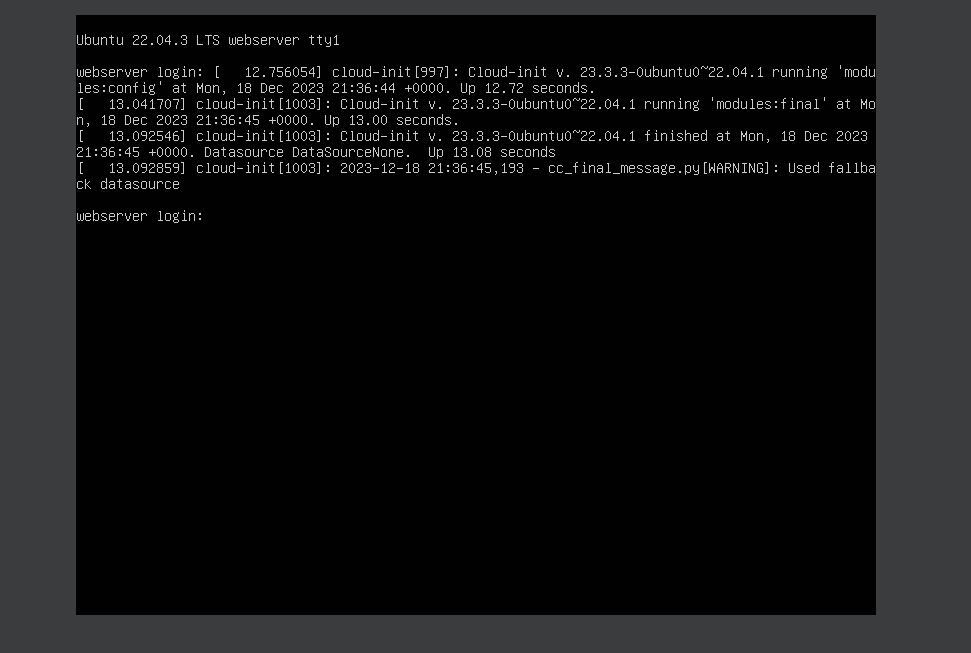 Ubuntu 22.04.3 LTS webserver tty1
webserver login: [   12.756054] cloud-init[997]: Cloud-init v. 23.3.3-0ubuntu0~22.04.1 running 'modu
les:config' at Mon, 18 Dec 2023 21:36:44 +0000. Up 12.72 seconds.
[   13.041707] cloud-init[1003]: Cloud-init v. 23.3.3-0ubuntu0~22.04.1 running 'modules:final' at Mo
n, 18 Dec 2023 21:36:45 +0000. Up 13.00 seconds.
[   13.092546] cloud-init[1003]: Cloud-init v. 23.3.3-0ubuntu0~22.04.1 finished at Mon, 18 Dec 2023
21:36:45 +0000. Datasource DataSourceNone.  Up 13.08 seconds
[   13.092859] cloud-init[1003]: 2023-12-18 21:36:45,193 - cc_final_message.py[WARNING]: Used fallba
ck datasource
webserver login: